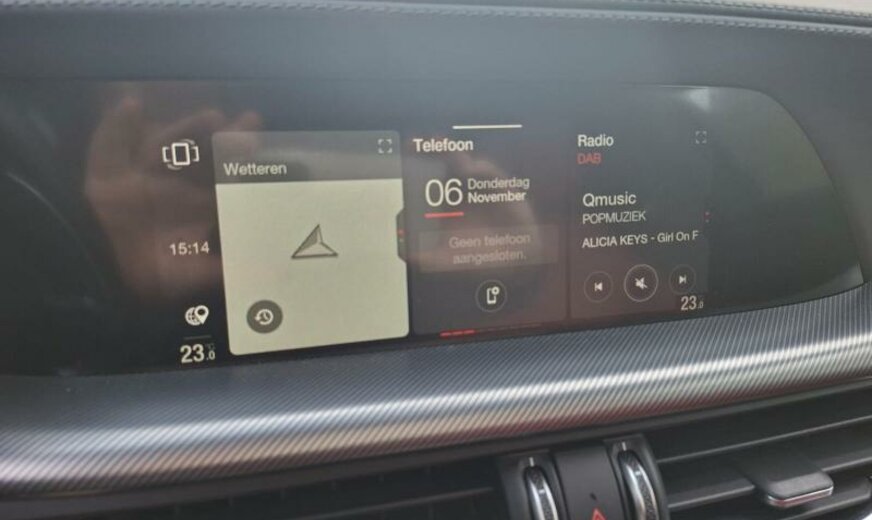 Wetteren
15:14
23.0
Telefoon
06 Donderdag
November
Geen telefoon
aangesloten.
Radio
DAB
Qmusic
POPMUZIEK
ALICIA KEYS - Girl On F
23.0